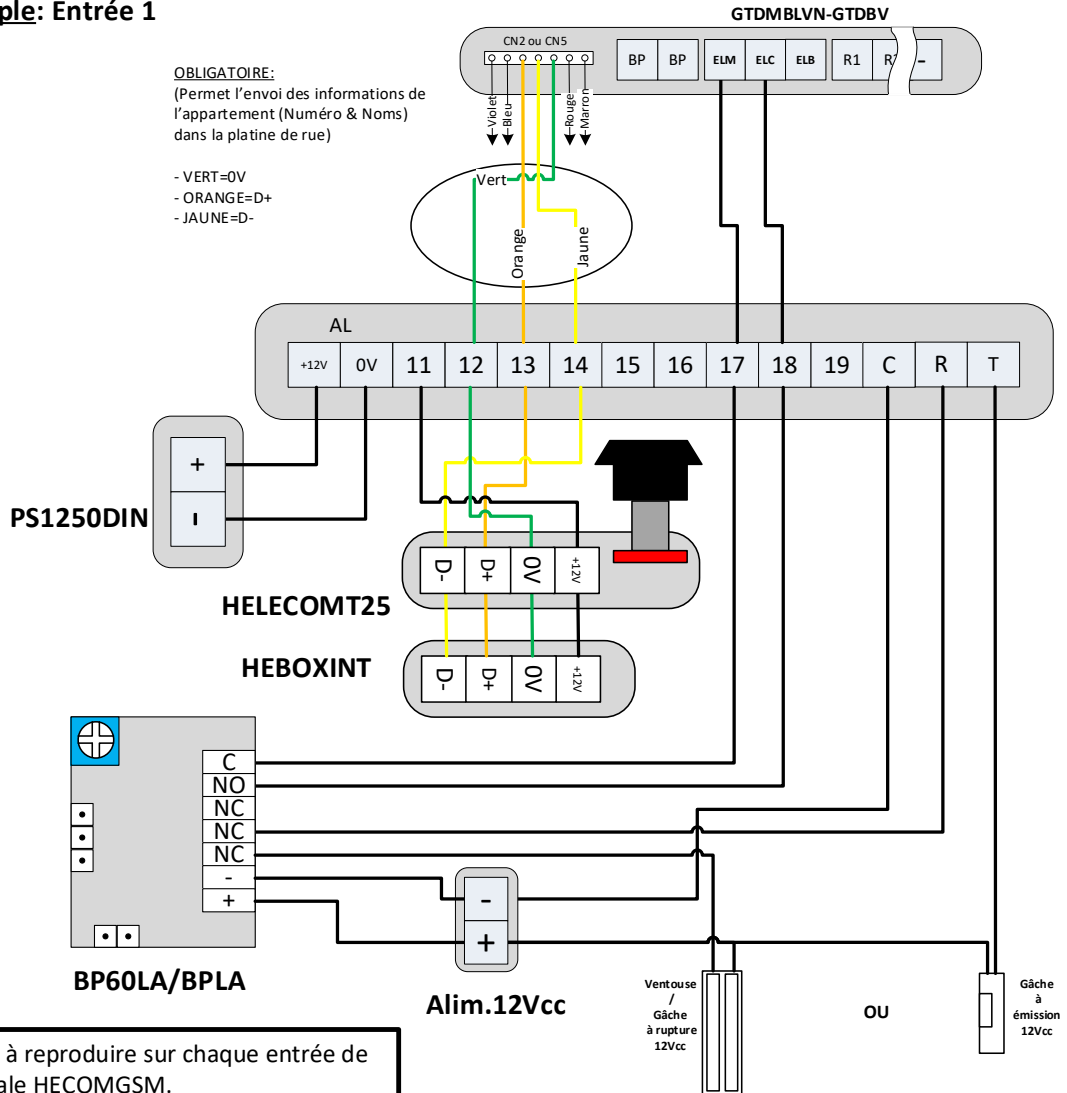 ple: Entrée 1
GTDMBLVN-GTDBV
CN2 ou CN5
BP BP ELM ELC ELB R1 R -
OBLIGATOIRE:
(Permet l'envoi des informations de
l'appartement (Numéro & Noms)
dans la platine de rue)
- VERT=0V
- ORANGE=D+
- JAUNE=D-
Violet
Bleu
Rouge
Marron
Vert
Orange
Jaune
AL
+12V 0V 11 12 13 14 15 16 17 18 19 C R T
+
-
PS1250DIN
D- D+ 0V +12V
HELECOMT25
HEBOXINT
D- D+ 0V +12V
C
NO
NC
NC
NC
-
+
BP60LA/BPLA
-
+
Alim.12Vcc
Ventouse
/
Gâche
à rupture
12Vcc
OU
Gâche
à
émission
12Vcc
à reproduire sur chaque entrée de
ale HECOMGSM.